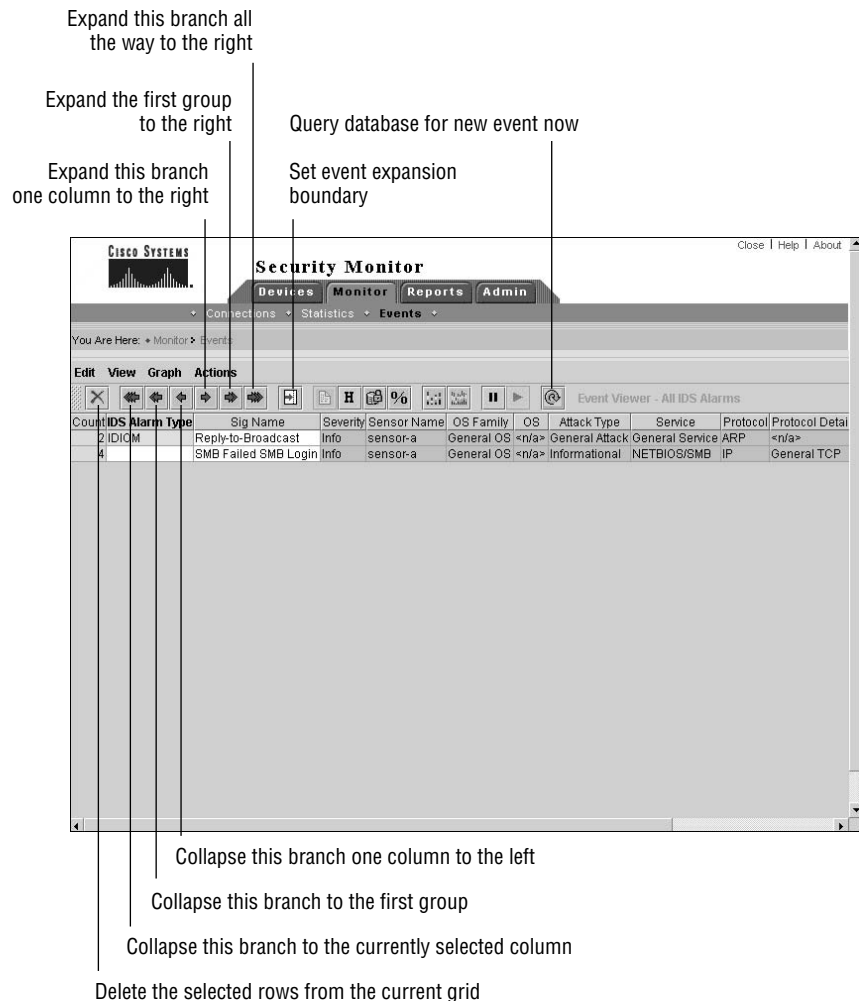 Expand this branch all
the way to the right
Expand the first group
to the right
Query database for new event now
Expand this branch
one column to the right
Set event expansion
boundary
Close | Help | About
CISCO SYSTEMS
Security Monitor
Devices Monitor Reports Admin
Connections Statistics Events
You Are Here: Monitor Events
Edit View Graph Actions
H % Event Viewer - All IDS Alarms
Count IDS Alarm Type Sig Name Severity Sensor Name OS Family OS Attack Type Service Protocol Protocol Detai
2 IDIOM Reply-to-Broadcast Info sensor-a General OS <n/a> General Attack General Service ARP <n/a>
4 SMB Failed SMB Login Info sensor-a General OS <n/a> Informational NETBIOS/SMB IP General TCP
Collapse this branch one column to the left
Collapse this branch to the first group
Collapse this branch to the currently selected column
Delete the selected rows from the current grid